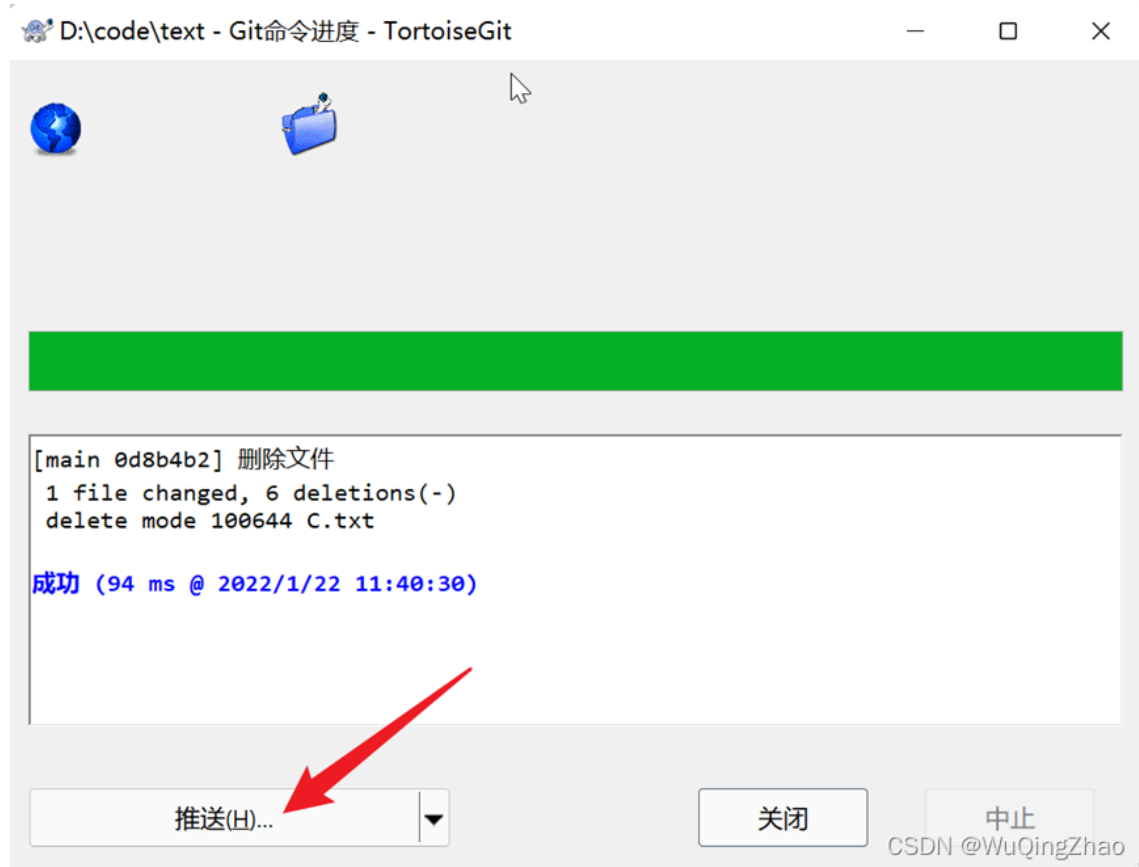 D:\code\text - Git命令进度 - TortoiseGit
[main 0d8b4b2] 删除文件
1 file changed, 6 deletions(-)
delete mode 100644 C.txt
成功 (94 ms @ 2022/1/22 11:40:30)
推送(H)...
关闭
中止
CSDN @WuQingZhao